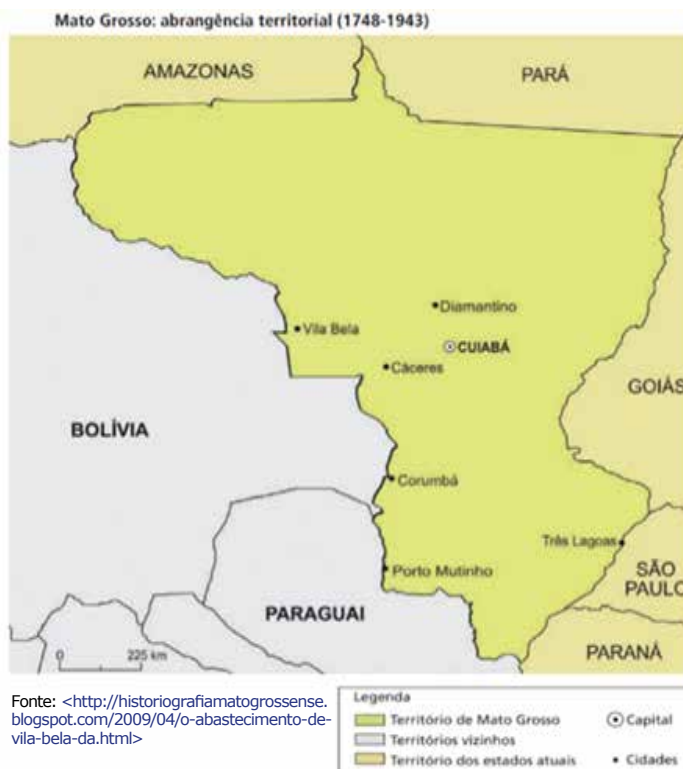 Mato Grosso: abrangência territorial (1748-1943)
AMAZONAS
PARÁ
Diamantino
Vila Bela
CUIABÁ
Cáceres
GOIÁS
BOLÍVIA
Corumbá
Três Lagoas
SÃO
PAULO
Porto Mutinho
PARAGUAI
PARANÁ
0 225 km
Fonte: <http://historiografiamatogrossense.
blogspot.com/2009/04/o-abastecimento-de-
vila-bela-da.html>
Legenda
Território de Mato Grosso
Capital
Territórios vizinhos
Território dos estados atuais
Cidades